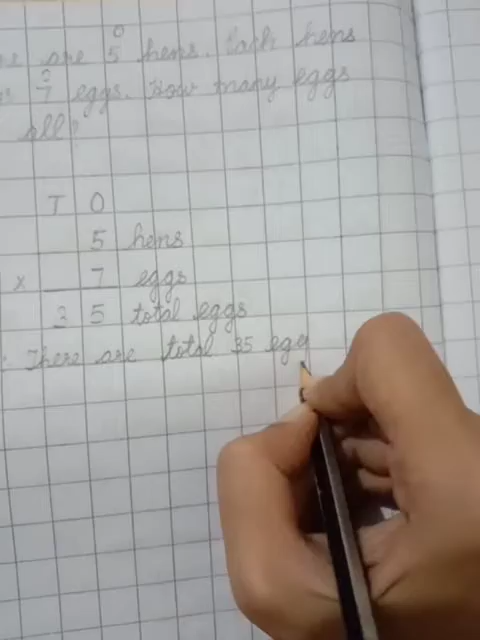 O
are 5 hens. Each hens
O
7 eggs. How many eggs
all?
T O
5 hens
x 7 eggs
3 5 total eggs
: There are total 35 egg